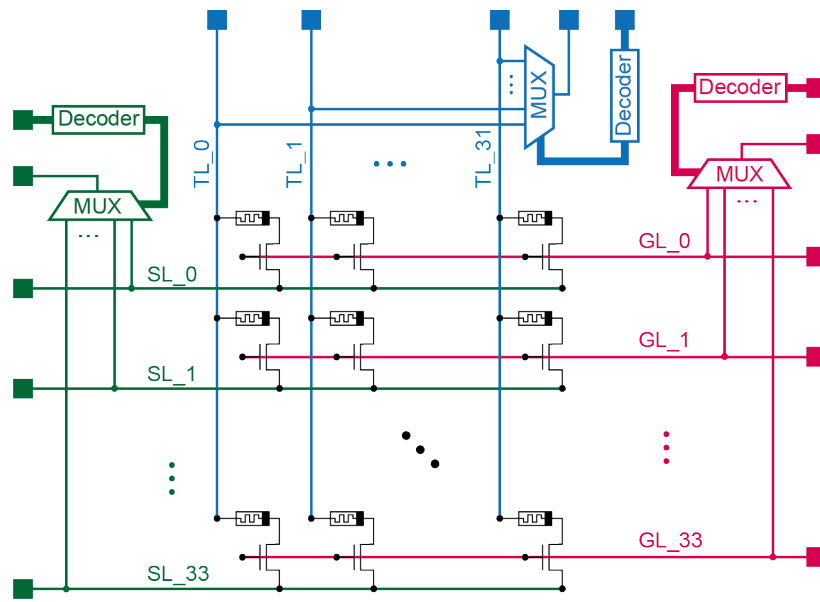 Decoder
MUX
TL_0
TL_1
TL_31
MUX
Decoder
Decoder
MUX
SL_0
GL_0
SL_1
GL_1
SL_33
GL_33